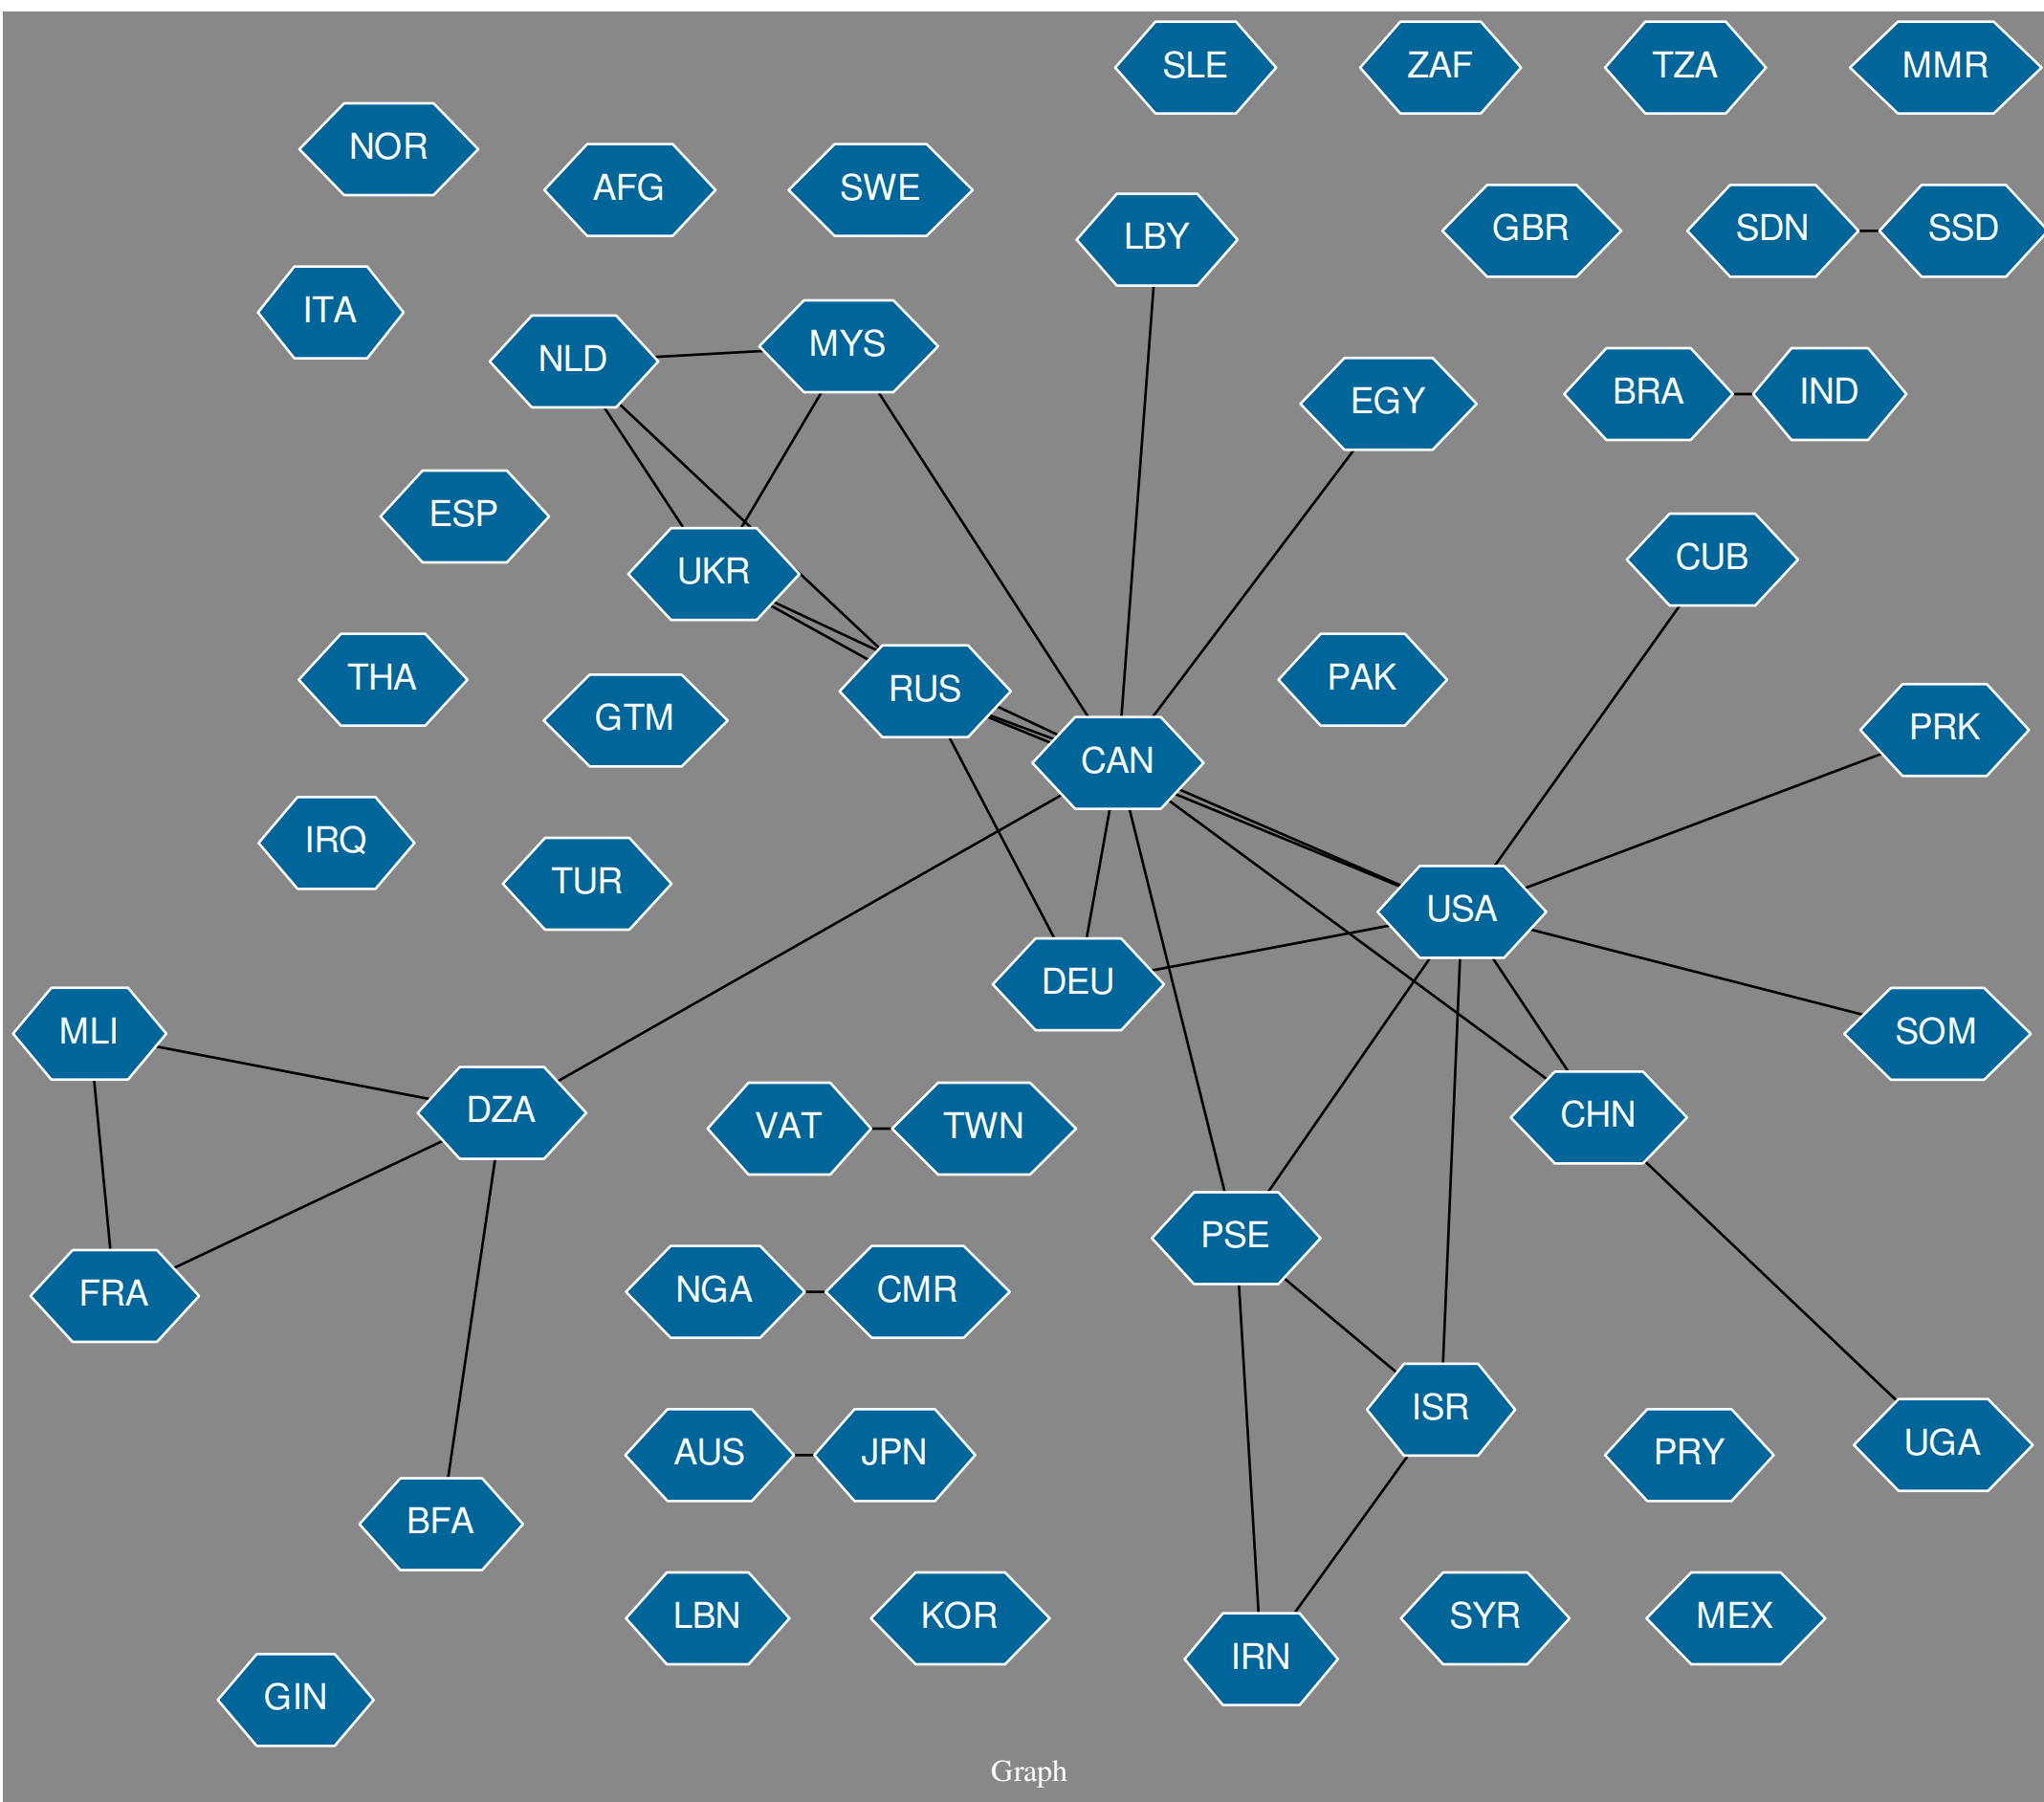 SLE
ZAF
TZA
MMR
NOR
AFG
SWE
LBY
GBR
SDN
SSD
ITA
NLD
MYS
EGY
BRA
IND
ESP
UKR
CUB
THA
GTM
RUS
PAK
PRK
CAN
IRQ
TUR
USA
DEU
MLI
SOM
DZA
VAT
TWN
CHN
PSE
FRA
NGA
CMR
ISR
AUS
JPN
PRY
UGA
BFA
LBN
KOR
IRN
SYR
MEX
GIN
Graph